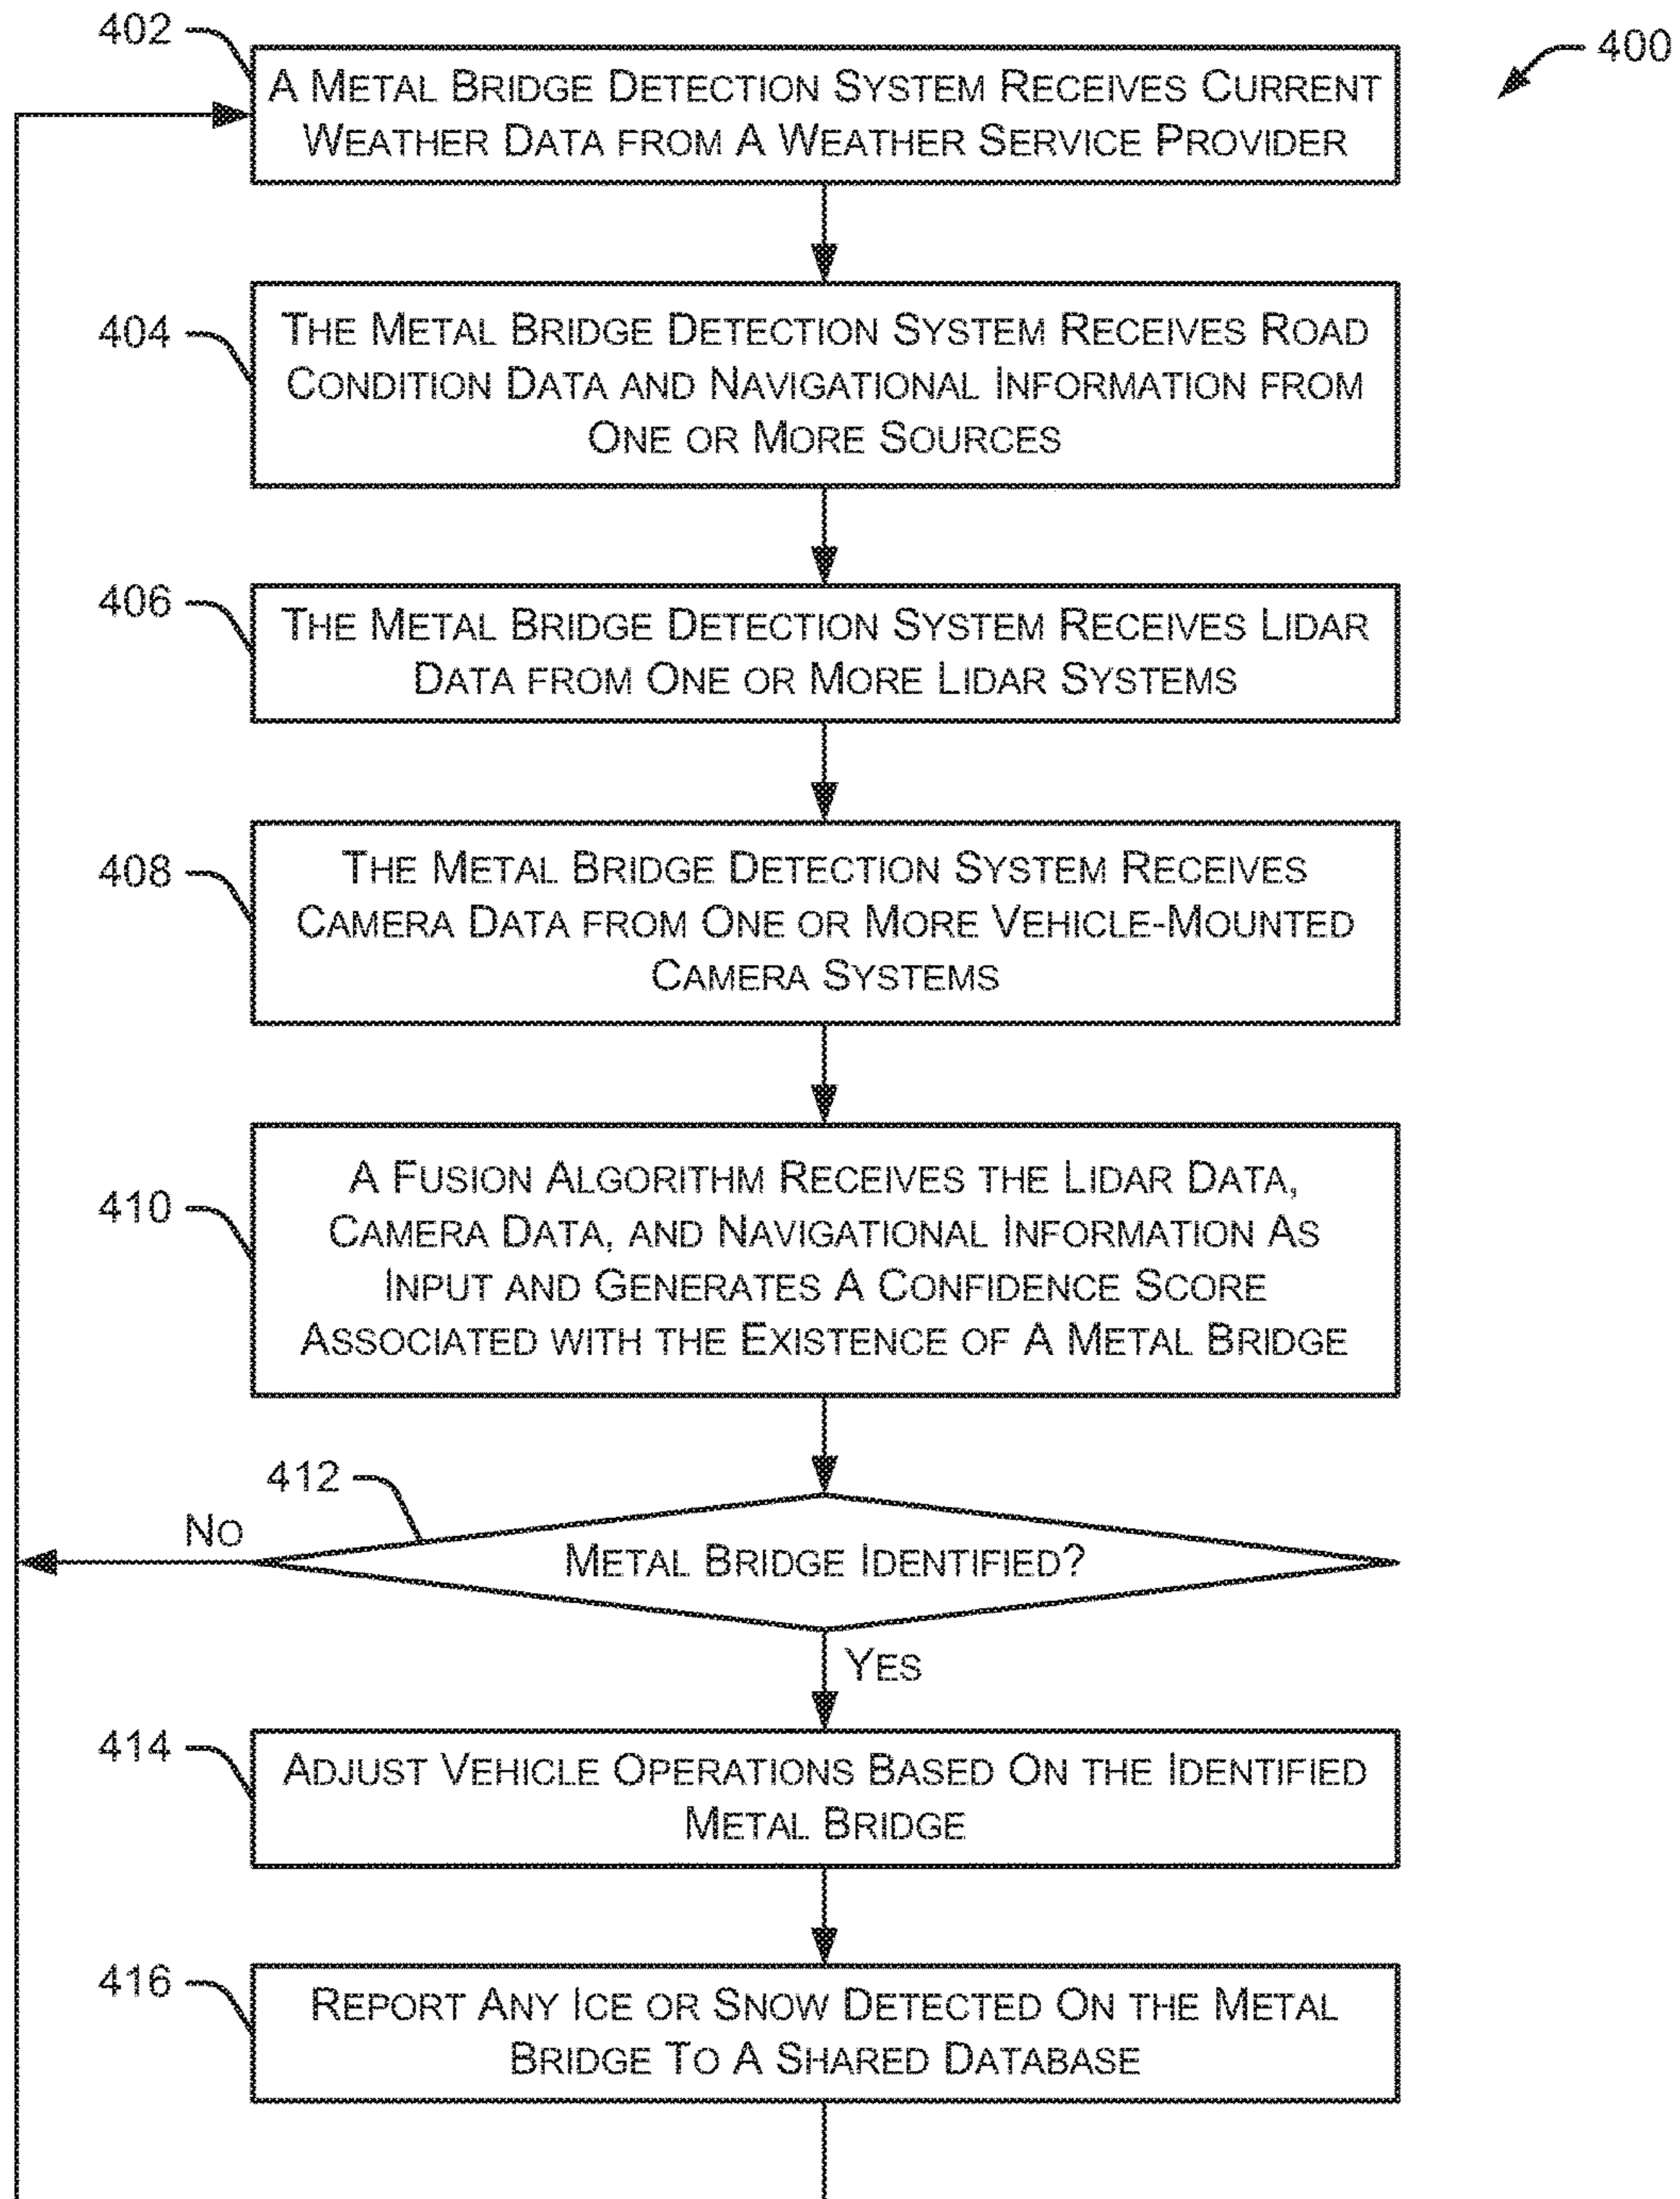 402
400
A METAL BRIDGE DETECTION SYSTEM RECEIVES CURRENT
WEATHER DATA FROM A WEATHER SERVICE PROVIDER
404
THE METAL BRIDGE DETECTION SYSTEM RECEIVES ROAD
CONDITION DATA AND NAVIGATIONAL INFORMATION FROM
ONE OR MORE SOURCES
406
THE METAL BRIDGE DETECTION SYSTEM RECEIVES LIDAR
DATA FROM ONE OR MORE LIDAR SYSTEMS
408
THE METAL BRIDGE DETECTION SYSTEM RECEIVES
CAMERA DATA FROM ONE OR MORE VEHICLE-MOUNTED
CAMERA SYSTEMS
410
A FUSION ALGORITHM RECEIVES THE LIDAR DATA,
CAMERA DATA, AND NAVIGATIONAL INFORMATION AS
INPUT AND GENERATES A CONFIDENCE SCORE
ASSOCIATED WITH THE EXISTENCE OF A METAL BRIDGE
412
NO
METAL BRIDGE IDENTIFIED?
YES
414
ADJUST VEHICLE OPERATIONS BASED ON THE IDENTIFIED
METAL BRIDGE
416
REPORT ANY ICE OR SNOW DETECTED ON THE METAL
BRIDGE TO A SHARED DATABASE